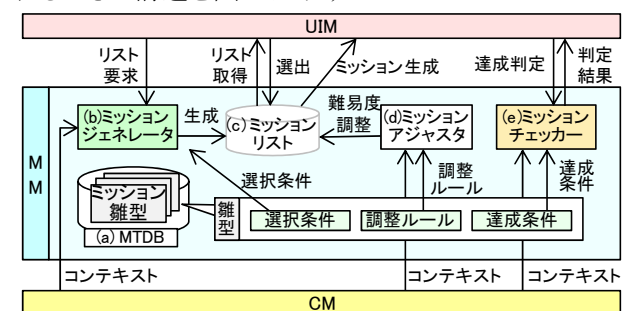 UIM
リスト
要求
リスト
取得
選出
ミッション生成
達成判定
判定
結果
(b)ミッション
ジェネレータ
生成
(c)ミッション
リスト
難易度
調整
(d)ミッション
アジャスタ
(e)ミッション
チェッカー
M
M
選択条件
調整
ルール
達成
条件
ミッション
雛型
(a) MTDB
雛
型
選択条件
調整ルール
達成条件
コンテキスト
コンテキスト
コンテキスト
CM